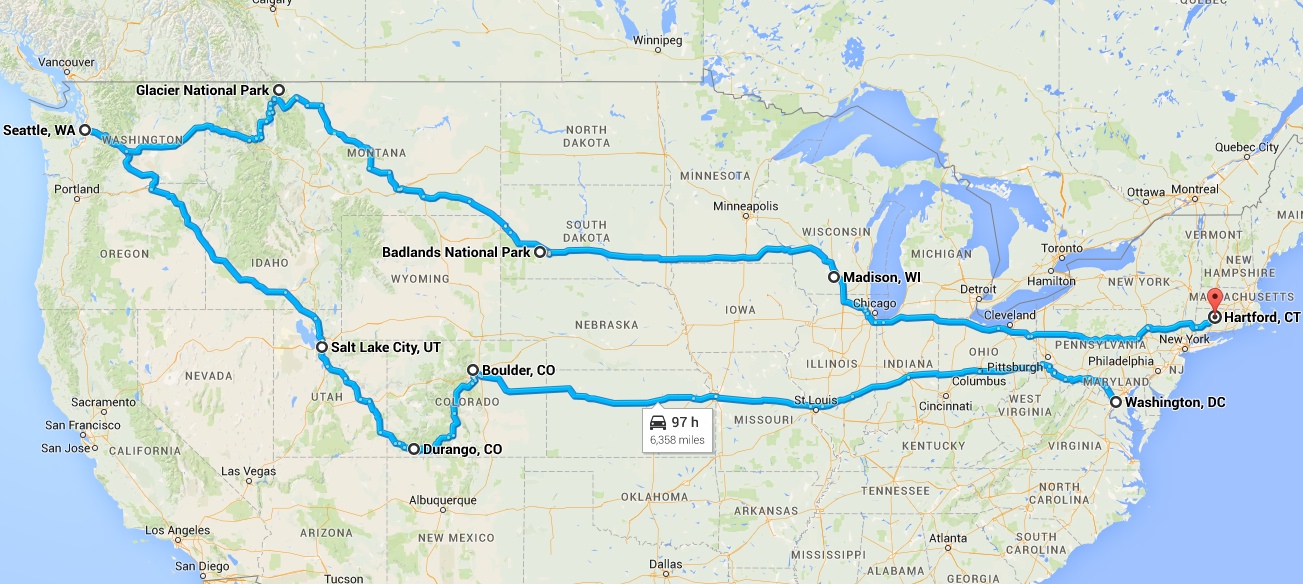 Calgary
QUÉBEC
Winnipeg
Vancouver
Glacier National Park
Seattle, WA
WASHINGTON
NORTH
DAKOTA
Quebec City
MONTANA
MINNESOTA
Portland
Ottawa
Montreal
Minneapolis
MAIN
SOUTH
DAKOTA
WISCONSIN
VERMONT
OREGON
Badlands National Park
MICHIGAN
Toronto
NEW
HAMPSHIRE
IDAHO
WYOMING
Madison, WI
Hamilton
NEW YORK
Detroit
MASSACHUSETTS
Chicago
IOWA
Cleveland
Hartford, CT
NEBRASKA
Salt Lake City, UT
PENNSYLVANIA
New York
OHIO
ILLINOIS
INDIANA
Pittsburgh
Philadelphia
Boulder, CO
NEVADA
NJ
Columbus
MARYLAND
UTAH
COLORADO
St. Louis
WEST
VIRGINIA
Cincinnati
Washington, DC
Sacramento
97 h
6,358 miles
MISSOURI
San Francisco
San Jose
CALIFORNIA
Durango, CO
KENTUCKY
VIRGINIA
Las Vegas
Albuquerque
OKLAHOMA
TENNESSEE
NORTH
CAROLINA
ARKANSAS
Los Angeles
ARIZONA
NEW MEXICO
Atlanta
SOUTH
CAROLINA
MISSISSIPPI
San Diego
Dallas
ALABAMA
Tucson
GEORGIA